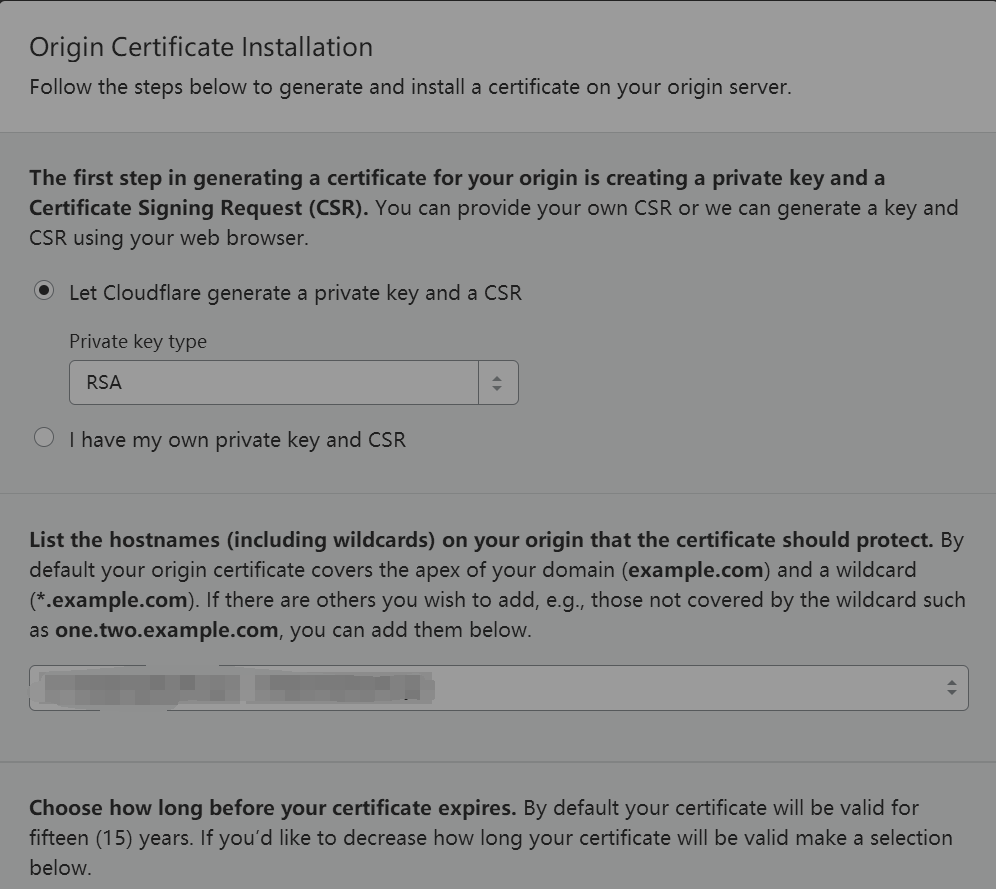 Origin Certificate Installation
Follow the steps below to generate and install a certificate on your origin server.
The first step in generating a certificate for your origin is creating a private key and a
Certificate Signing Request (CSR). You can provide your own CSR or we can generate a key and
CSR using your web browser.
Let Cloudflare generate a private key and a CSR
Private key type
RSA
I have my own private key and CSR
List the hostnames (including wildcards) on your origin that the certificate should protect. By
default your origin certificate covers the apex of your domain (example.com) and a wildcard
(*.example.com). If there are others you wish to add, e.g., those not covered by the wildcard such
as one.two.example.com, you can add them below.
Choose how long before your certificate expires. By default your certificate will be valid for
fifteen (15) years. If you'd like to decrease how long your certificate will be valid make a selection
below.